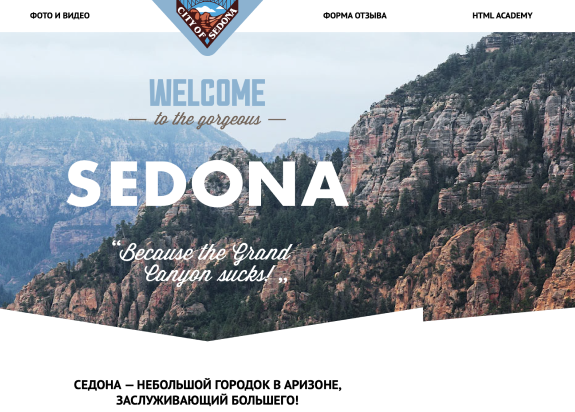 ФОТО И ВИДЕО
CITY OF SEDONA
ФОРМА ОТЗЫВА
HTML ACADEMY
WELCOME
to the gorgeous
SEDONA
“Because the Grand
Canyon sucks!„
СЕДОНА — НЕБОЛЬШОЙ ГОРОДОК В АРИЗОНЕ,
ЗАСЛУЖИВАЮЩИЙ БОЛЬШЕГО!